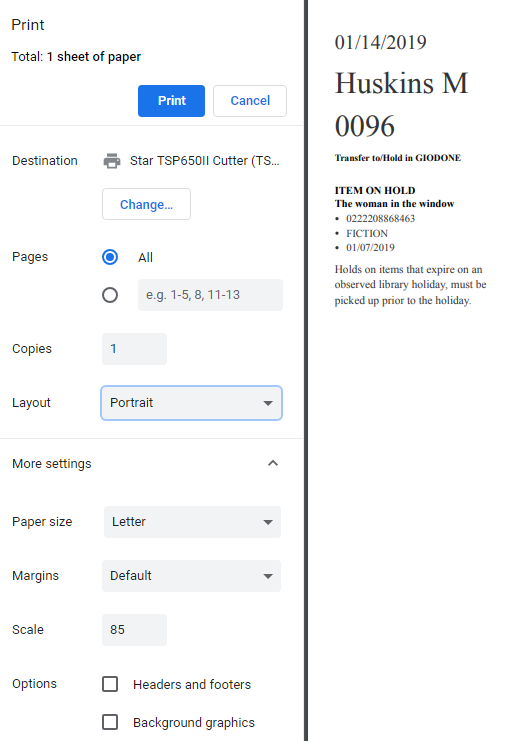 Print
Total: 1 sheet of paper
Print
Cancel
Destination
Star TSP650II Cutter (TS...
Change...
Pages
All
e.g. 1-5, 8, 11-13
Copies
1
Layout
Portrait
More settings
Paper size
Letter
Margins
Default
Scale
85
Options
Headers and footers
Background graphics
01/14/2019
Huskins M
0096
Transfer to/Hold in GIODONE
ITEM ON HOLD
The woman in the window
• 0222208868463
• FICTION
• 01/07/2019
Holds on items that expire on an
observed library holiday, must be
picked up prior to the holiday.